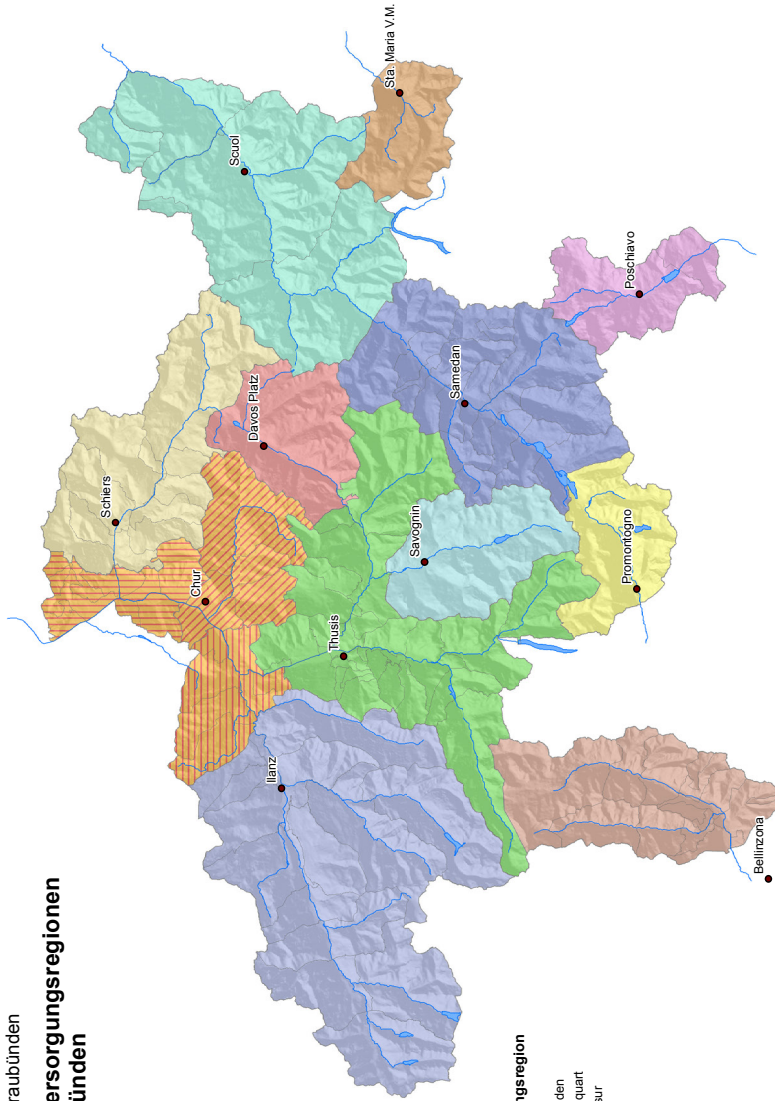 raubünden
ersorgungsregionen
ünden
Schiers
Chur
Davos Platz
Scuol
Sta. Maria V.M.
Ilanz
Thusis
Savognin
Samedan
Poschiavo
Promontogno
Bellinzona
ngsregion
den
quart
sur